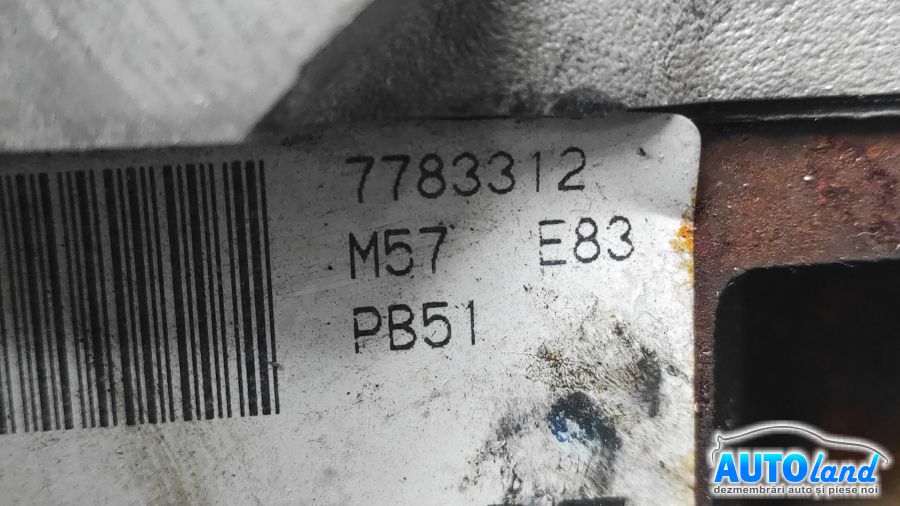 7783312
M57 E83
PB51
AUTOland
dezmembrări auto și piese noi